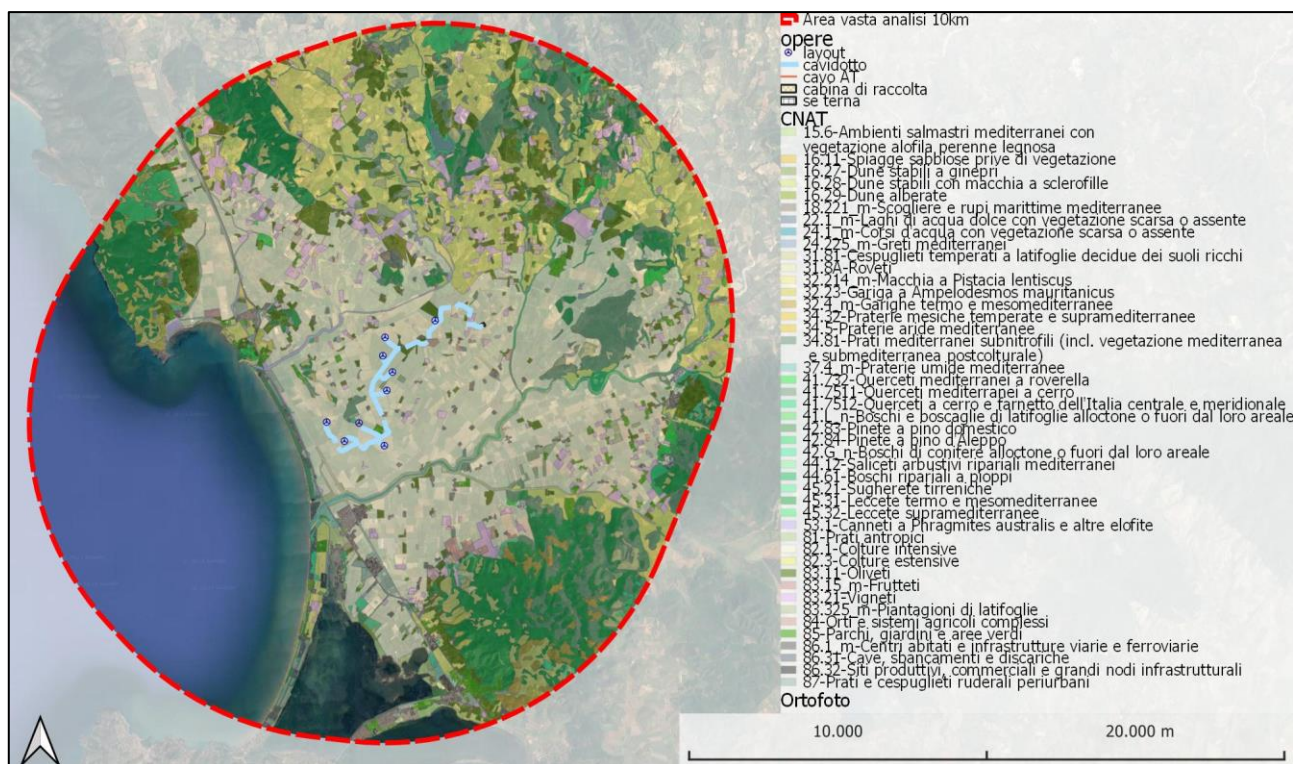 Area vasta analisi 10km
opere
layout
cavidotto
cavo AT
cabina di raccolta
se terna
CNAT
15.6-Ambienti salmastri mediterranei con
vegetazione alofila perenne legnosa
16.11-Spiagge sabbiose prive di vegetazione
16.27-Dune stabili a ginepri
16.28-Dune stabili con macchia a sclerofille
16.29-Dune alberate
18.221_m-Scogliere e rupi marittime mediterranee
22.1_m-Laghi di acqua dolce con vegetazione scarsa o assente
24.1_m-Corsi d'acqua con vegetazione scarsa o assente
24.225_m-Greti mediterranei
31.81-Cespuglieti temperati a latifoglie decidue dei suoli ricchi
31.8A-Roveti
32.214_m-Macchia a Pistacia lentiscus
32.23-Gariga a Ampelodesmos mauritanicus
32.4_m-Garighe termo e mesomediterranee
34.32-Praterie mesiche temperate e supramediterranee
34.5-Praterie aride mediterranee
34.81-Prati mediterranei subnitrofili (incl. vegetazione mediterranea
e submediterranea postcolturale)
37.4_m-Praterie umide mediterranee
41.732-Querceti mediterranei a roverella
41.7511-Querceti mediterranei a cerro
41.7512-Querceti a cerro e farnetto dell'Italia centrale e meridionale
41.L_n-Boschi e boscaglie di latifoglie alloctone o fuori dal loro areale
42.83-Pinete a pino domestico
42.84-Pinete a pino d'Aleppo
42.G_n-Boschi di conifere alloctone o fuori dal loro areale
44.12-Saliceti arbustivi ripariali mediterranei
44.61-Boschi ripariali a pioppi
45.21-Sugherete tirreniche
45.31-Leccete termo e mesomediterranee
45.32-Leccete supramediterranee
53.1-Canneti a Phragmites australis e altre elofite
81-Prati antropici
82.1-Colture intensive
82.3-Colture estensive
83.11-Oliveti
83.15_m-Frutteti
83.21-Vigneti
83.325_m-Piantagioni di latifoglie
84-Orti e sistemi agricoli complessi
85-Parchi, giardini e aree verdi
86.1_m-Centri abitati e infrastrutture viarie e ferroviarie
86.31-Cave, sbancamenti e discariche
86.32-Siti produttivi, commerciali e grandi nodi infrastrutturali
87-Prati e cespuglieti ruderali periurbani
Ortofoto
10.000 20.000 m